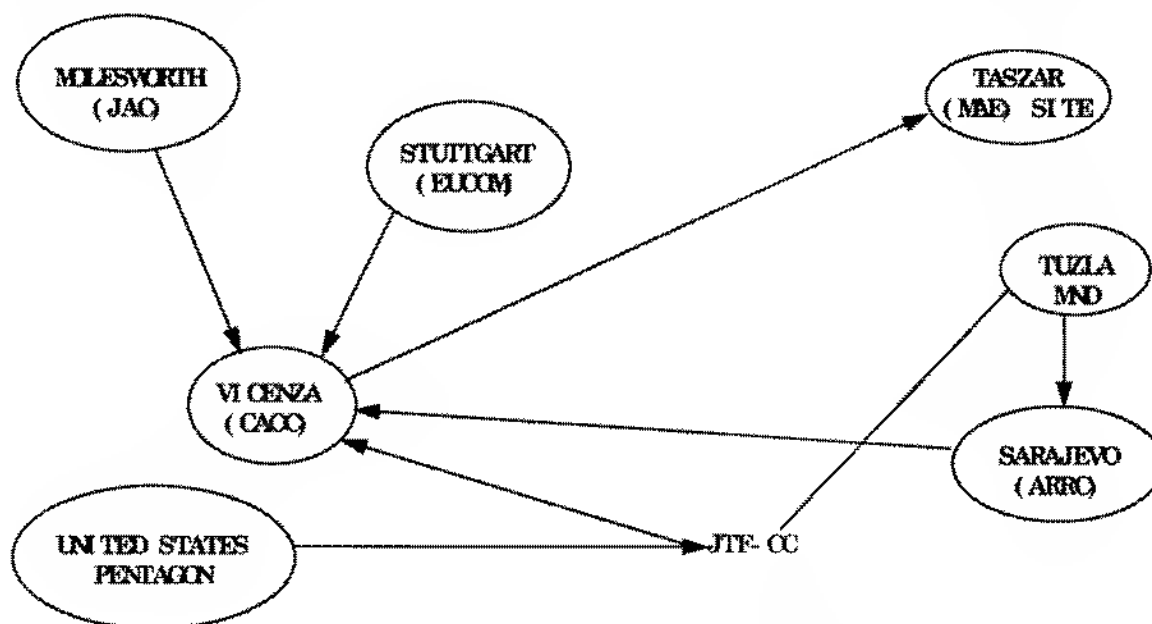 MOLESWORTH
(JAC)
STUTTGART
(EUCOM)
TASZAR
(MAE) SITE
TUZLA
MND
VICENZA
(CAOC)
SARAJEVO
(ARRC)
UNITED STATES
PENTAGON
JTF-CC